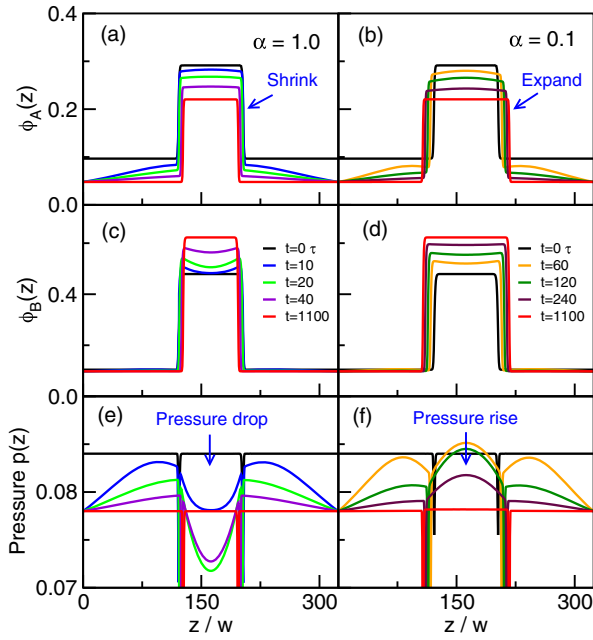 0.4
(a)
α = 1.0
(b)
α = 0.1
ϕA(z)
0.2
Shrink
Expand
0.0
(c)
(d)
ϕB(z)
0.4
t=0 τ
t=10
t=20
t=40
t=1100
t=0 τ
t=60
t=120
t=240
t=1100
0.0
(e)
Pressure drop
(f)
Pressure rise
Pressure p(z)
0.08
0.07
0
150
300
150
300
z / w
z / w